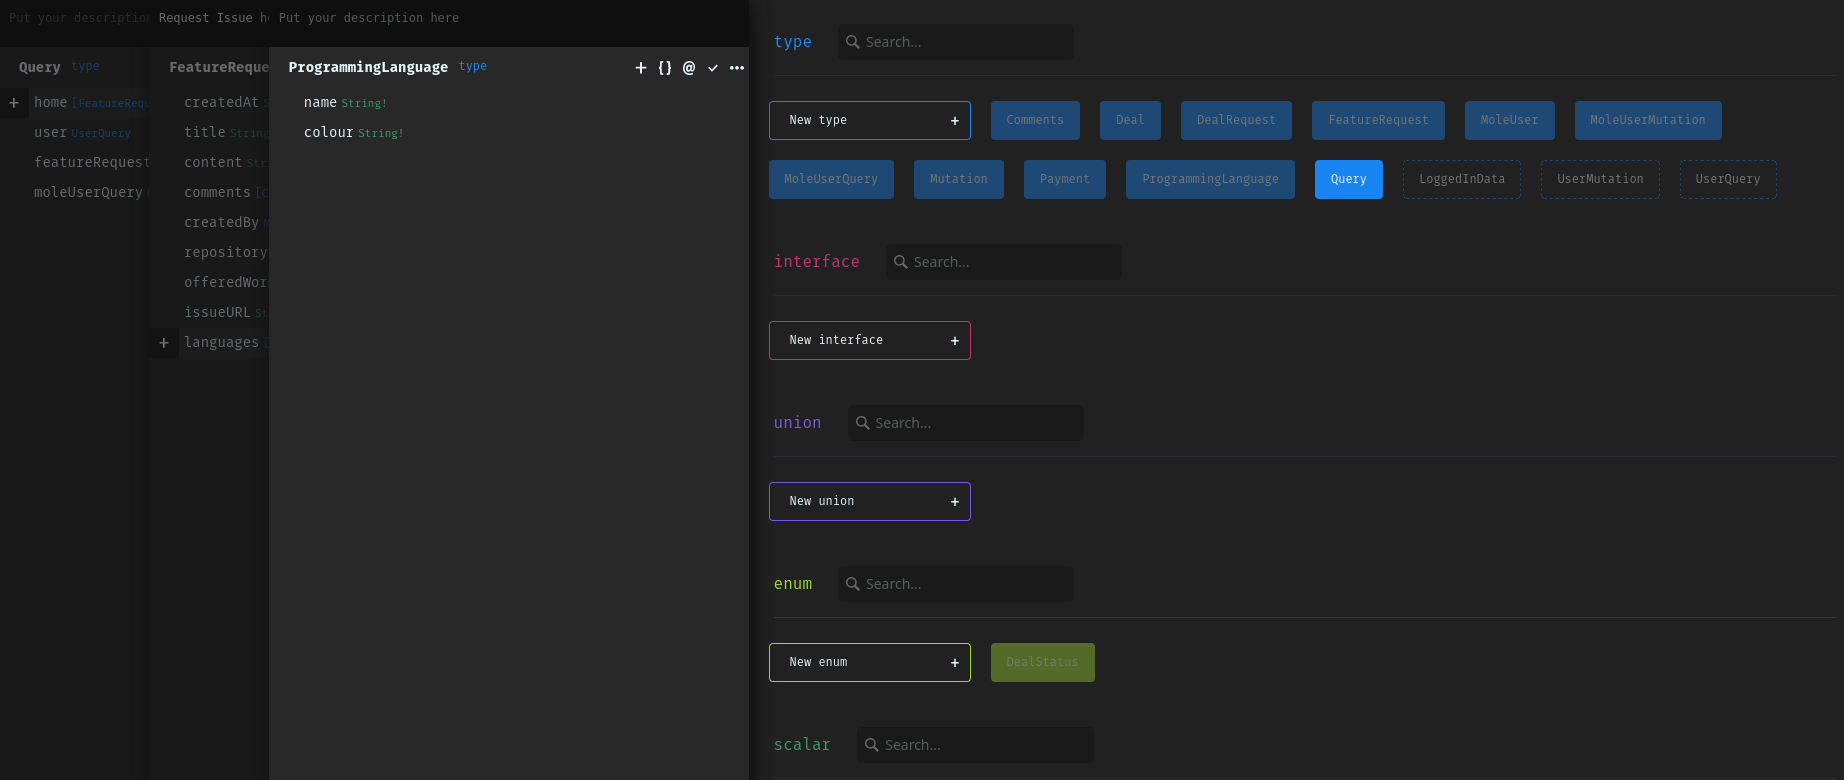 Put your description
Request Issue h
Put your description here
Query type
home [FeatureRequ
user UserQuery
featureRequest
moleUserQuery
FeatureReque
createdAt S
title String
content Str
comments [C
createdBy M
repository
offeredWor
issueURL St
languages [
ProgrammingLanguage type
+ {} @ ✓ •••
name String!
colour String!
type Search...
New type +
Comments
Deal
DealRequest
FeatureRequest
MoleUser
MoleUserMutation
MoleUserQuery
Mutation
Payment
ProgrammingLanguage
Query
LoggedInData
UserMutation
UserQuery
interface Search...
New interface +
union Search...
New union +
enum Search...
New enum +
DealStatus
scalar Search...